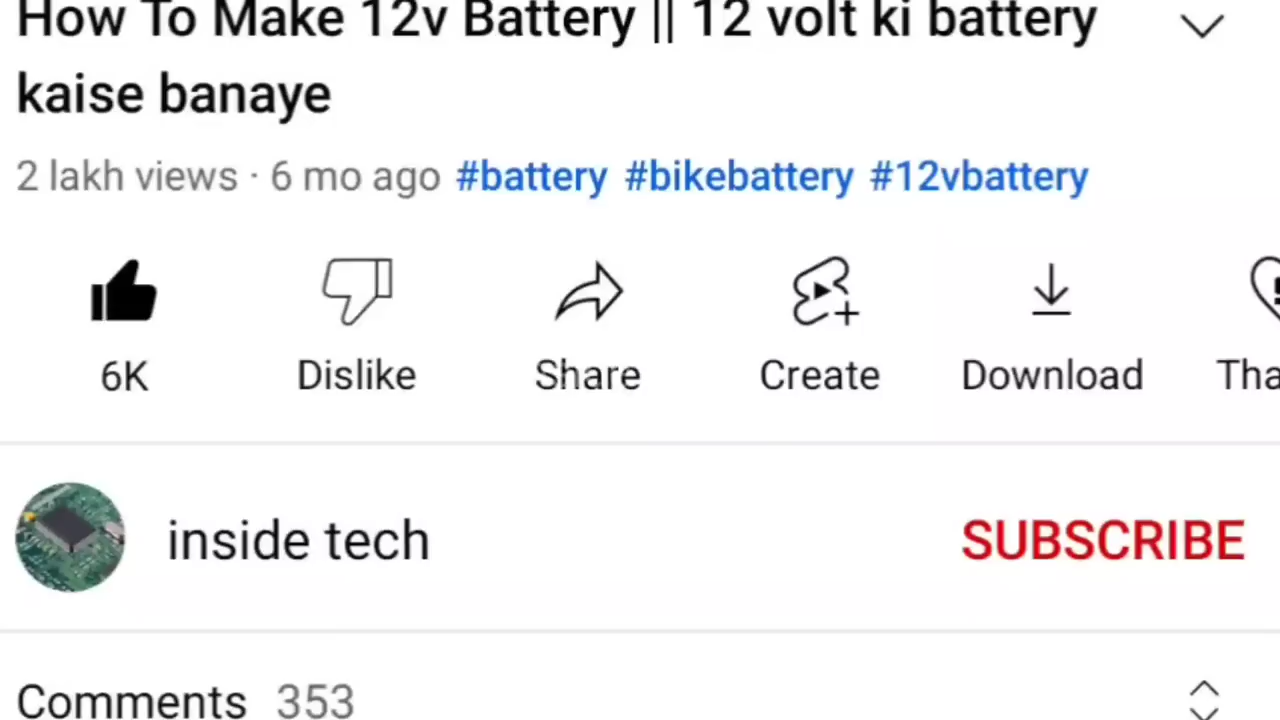 How To Make 12v Battery || 12 volt ki battery
kaise banaye
2 lakh views · 6 mo ago #battery #bikebattery #12vbattery
6K Dislike Share Create Download Tha
inside tech SUBSCRIBE
Comments 353